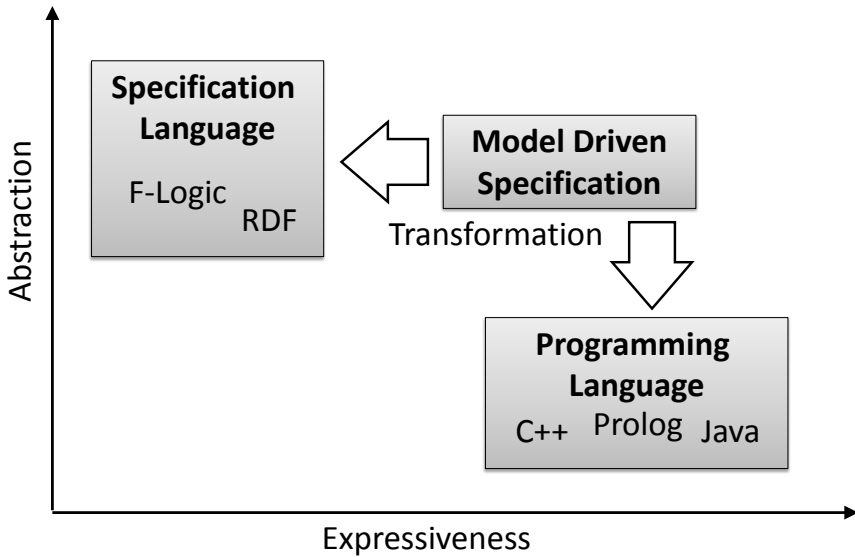 Abstraction
Specification
Language
F-Logic
RDF
Model Driven
Specification
Transformation
Programming
Language
C++ Prolog Java
Expressiveness